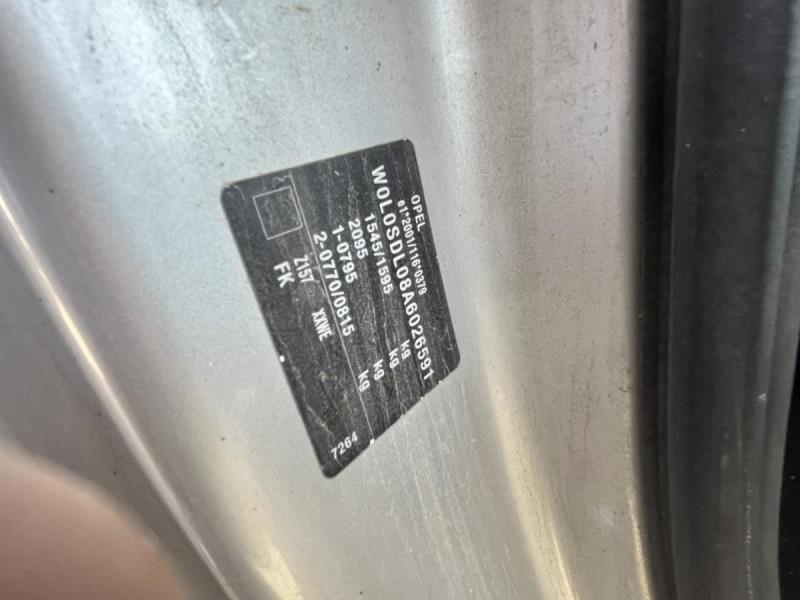 OPEL
e1*2001/116*0379
W0L0SDL08A6026591
1545/1595 kg
2095 kg
1-0795 kg
2-0770/0815 kg
Z157 XXWE
FK
7264